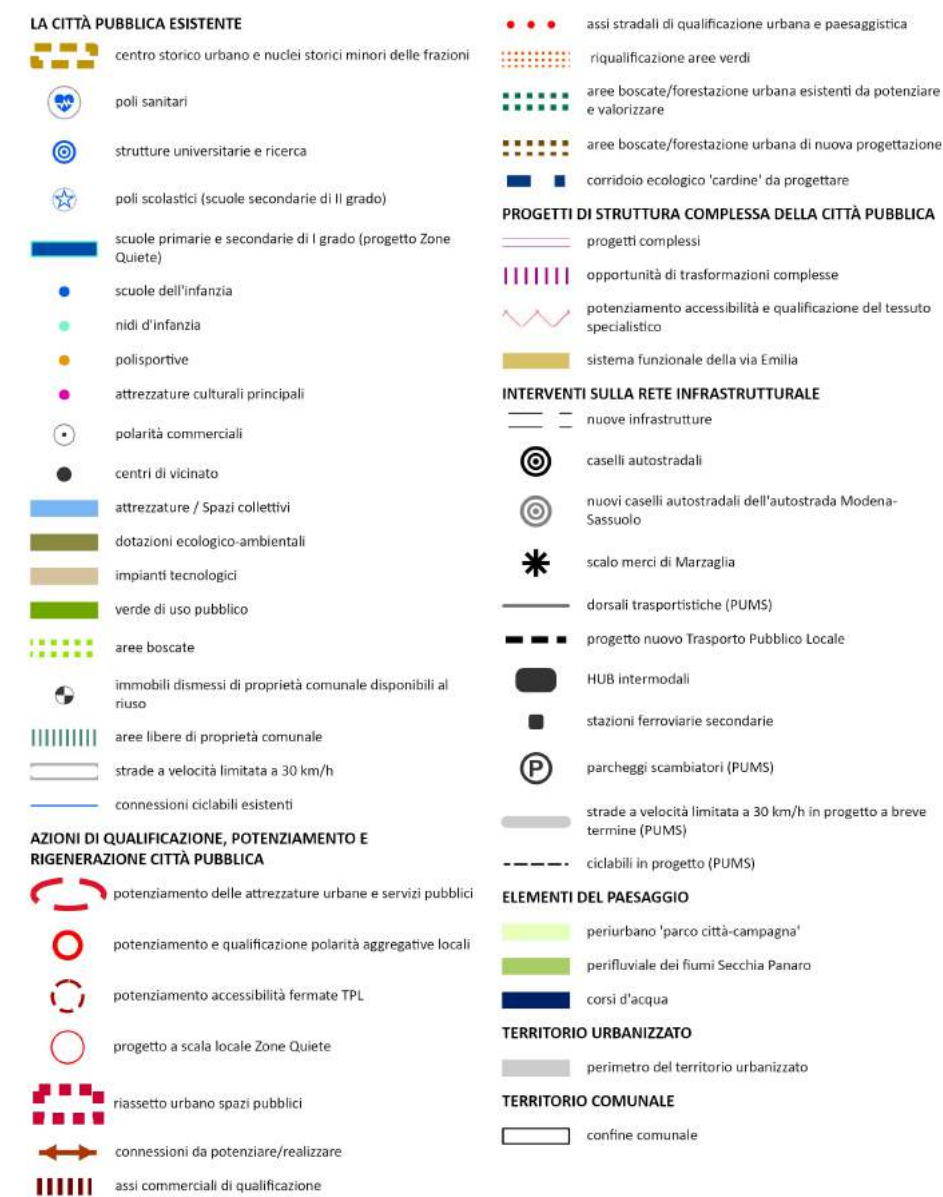 LA CITTÀ PUBBLICA ESISTENTE
centro storico urbano e nuclei storici minori delle frazioni
poli sanitari
strutture universitarie e ricerca
poli scolastici (scuole secondarie di II grado)
scuole primarie e secondarie di I grado (progetto Zone
Quiete)
scuole dell'infanzia
nidi d'infanzia
polisportive
attrezzature culturali principali
polarità commerciali
centri di vicinato
attrezzature / Spazi collettivi
dotazioni ecologico-ambientali
impianti tecnologici
verde di uso pubblico
aree boscate
immobili dismessi di proprietà comunale disponibili al
riuso
aree libere di proprietà comunale
strade a velocità limitata a 30 km/h
connessioni ciclabili esistenti
AZIONI DI QUALIFICAZIONE, POTENZIAMENTO E
RIGENERAZIONE CITTÀ PUBBLICA
potenziamento delle attrezzature urbane e servizi pubblici
potenziamento e qualificazione polarità aggregative locali
potenziamento accessibilità fermate TPL
progetto a scala locale Zone Quiete
riassetto urbano spazi pubblici
connessioni da potenziare/realizzare
assi commerciali di qualificazione
assi stradali di qualificazione urbana e paesaggistica
riqualificazione aree verdi
aree boscate/forestazione urbana esistenti da potenziare
e valorizzare
aree boscate/forestazione urbana di nuova progettazione
corridoio ecologico 'cardine' da progettare
PROGETTI DI STRUTTURA COMPLESSA DELLA CITTÀ PUBBLICA
progetti complessi
opportunità di trasformazioni complesse
potenziamento accessibilità e qualificazione del tessuto
specialistico
sistema funzionale della via Emilia
INTERVENTI SULLA RETE INFRASTRUTTURALE
nuove infrastrutture
caselli autostradali
nuovi caselli autostradali dell'autostrada Modena-
Sassuolo
scalo merci di Marzaglia
dorsali trasportistiche (PUMS)
progetto nuovo Trasporto Pubblico Locale
HUB intermodali
stazioni ferroviarie secondarie
P
parcheggi scambiatori (PUMS)
strade a velocità limitata a 30 km/h in progetto a breve
termine (PUMS)
ciclabili in progetto (PUMS)
ELEMENTI DEL PAESAGGIO
periurbano 'parco città-campagna'
perifluviale dei fiumi Secchia Panaro
corsi d'acqua
TERRITORIO URBANIZZATO
perimetro del territorio urbanizzato
TERRITORIO COMUNALE
confine comunale